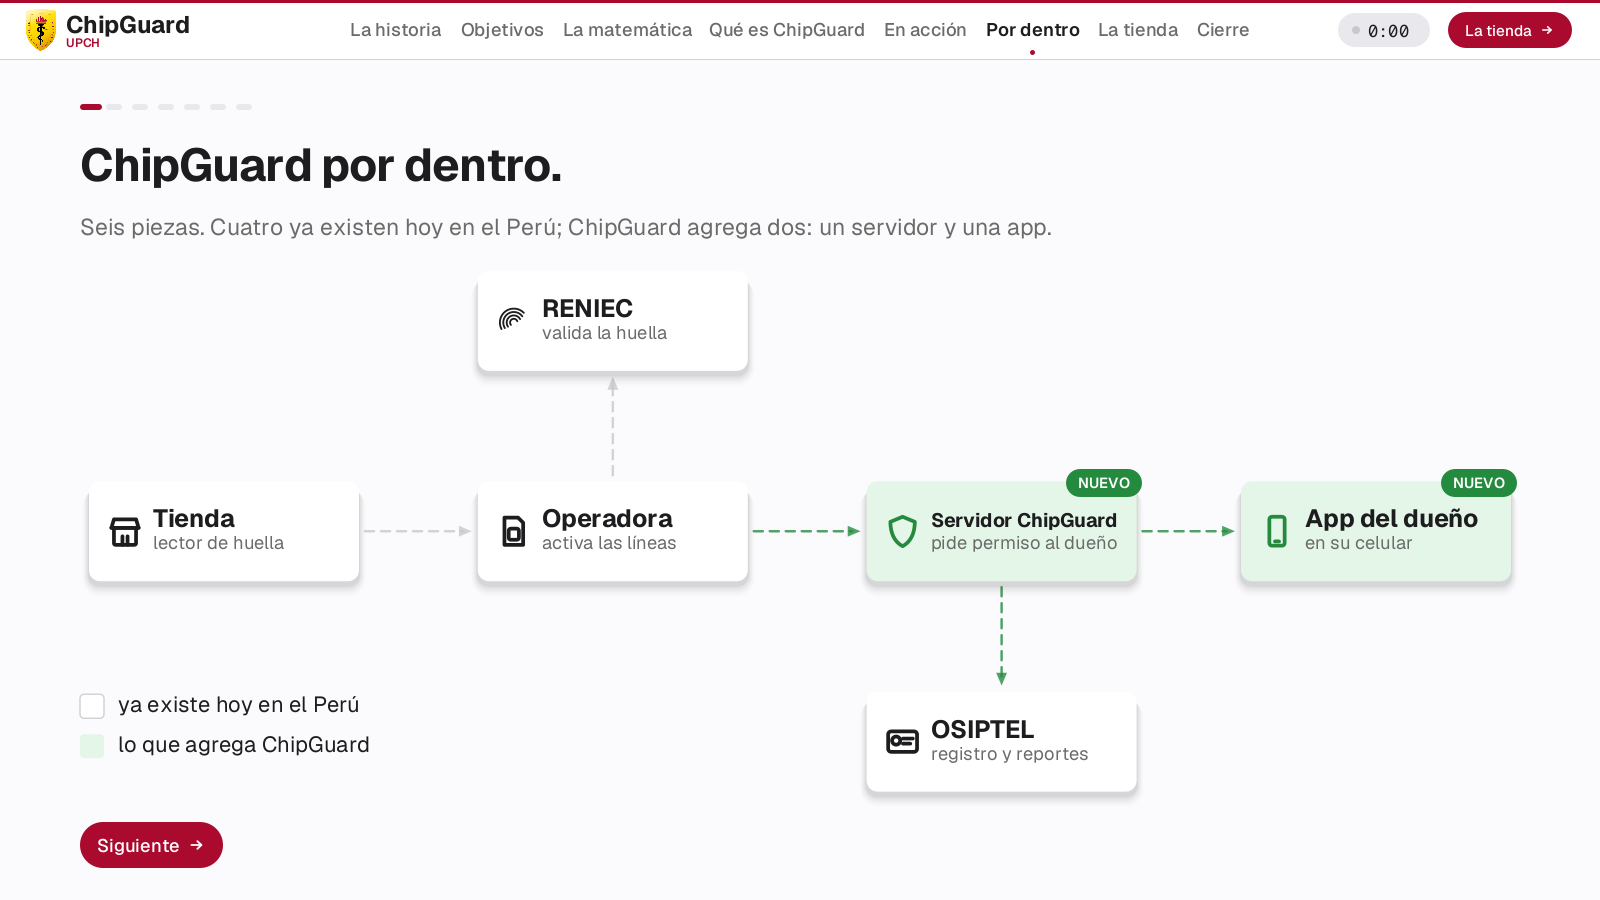 ChipGuard
UPCH
La historia
Objetivos
La matemática
Qué es ChipGuard
En acción
Por dentro
La tienda
Cierre
0:00
La tienda →
ChipGuard por dentro.
Seis piezas. Cuatro ya existen hoy en el Perú; ChipGuard agrega dos: un servidor y una app.
RENIEC
valida la huella
Tienda
lector de huella
Operadora
activa las líneas
NUEVO
Servidor ChipGuard
pide permiso al dueño
NUEVO
App del dueño
en su celular
OSIPTEL
registro y reportes
ya existe hoy en el Perú
lo que agrega ChipGuard
Siguiente →